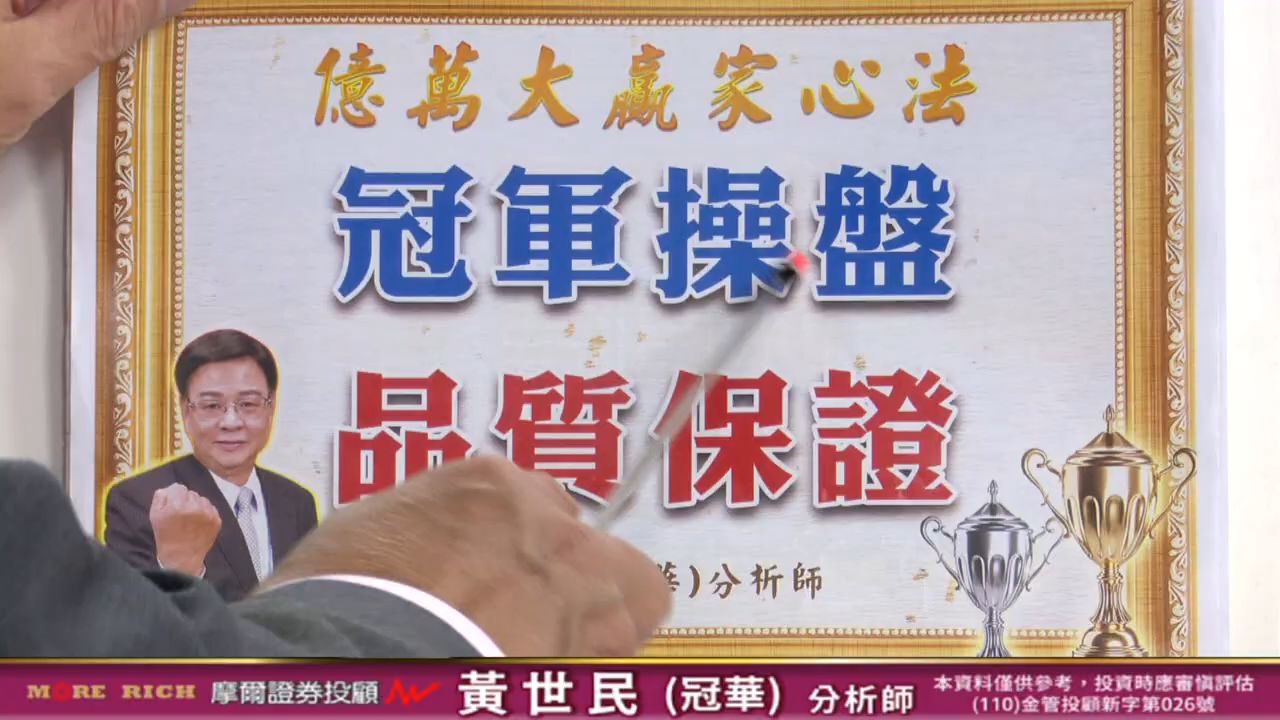 億萬大贏家心法
冠軍操盤
品質保證
華)分析師
MORE RICH 摩爾證券投顧 黃世民(冠華) 分析師
本資料僅供參考,投資時應審慎評估
(110)金管投顧新字第026號